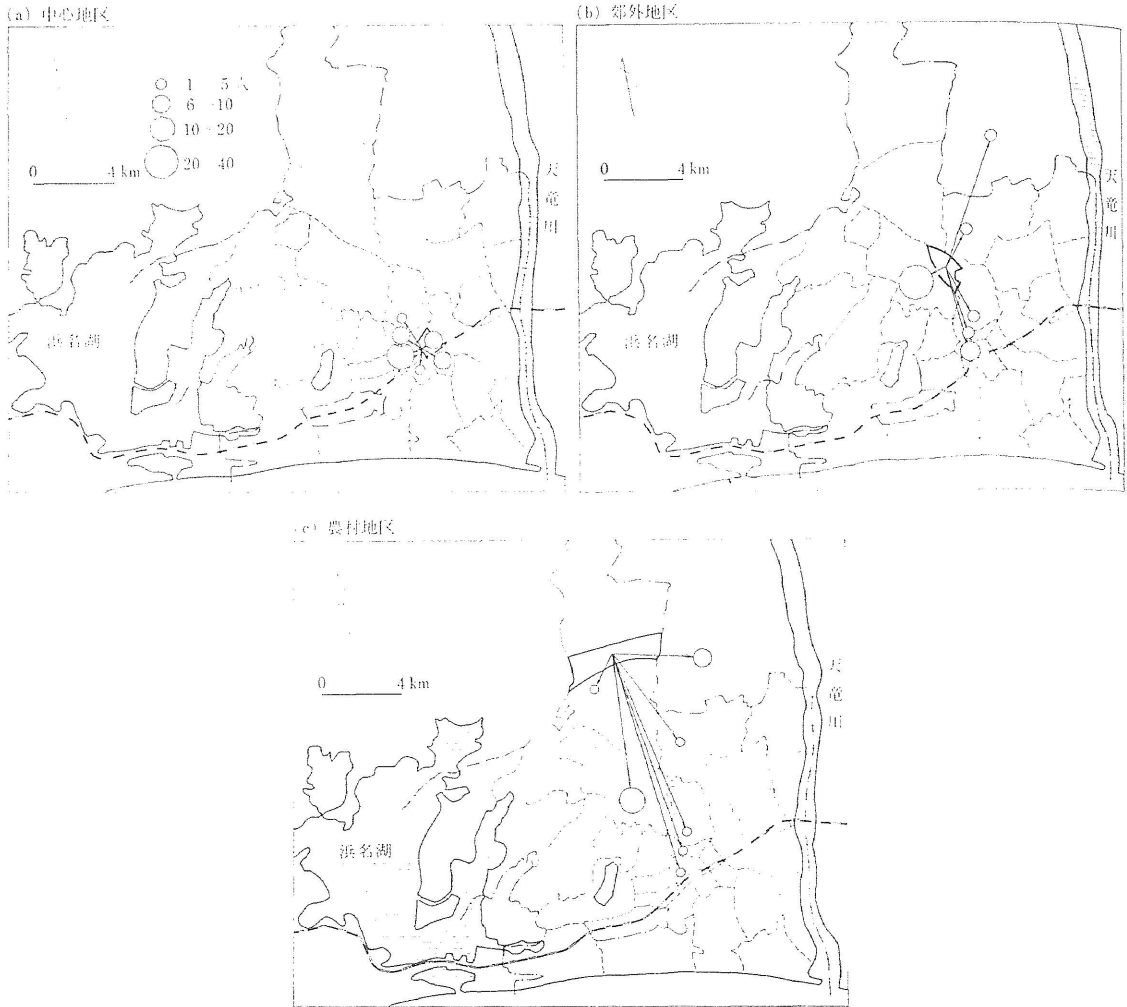 (a) 中心地区
1 5人
6 -10
10 -20
20 40
0 4 km
天竜川
浜名湖
(b) 郊外地区
0 4 km
天竜川
浜名湖
(c) 農村地区
0 4 km
天竜川
浜名湖